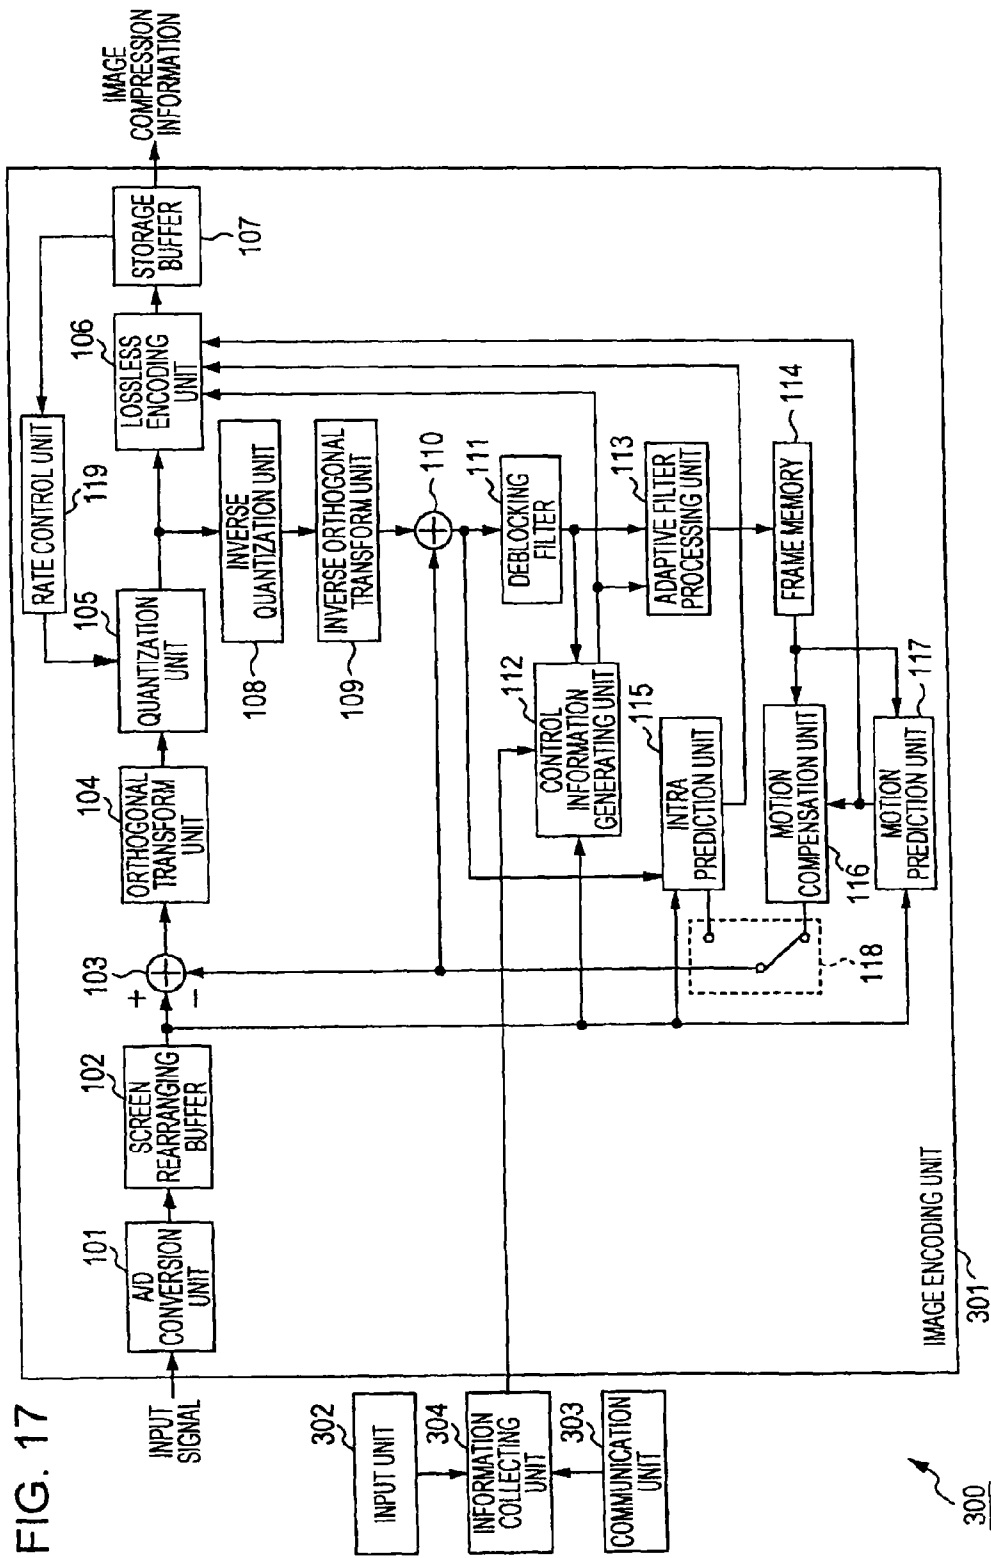 FIG. 17
INPUT
SIGNAL
101
A/D
CONVERSION
UNIT
102
SCREEN
REARRANGING
BUFFER
103
+
−
104
ORTHOGONAL
TRANSFORM
UNIT
105
QUANTIZATION
UNIT
RATE CONTROL UNIT
119
106
LOSSLESS
ENCODING
UNIT
STORAGE
BUFFER
107
IMAGE
COMPRESSION
INFORMATION
INVERSE
QUANTIZATION UNIT
108
INVERSE ORTHOGONAL
TRANSFORM UNIT
109
110
111
DEBLOCKING
FILTER
112
CONTROL
INFORMATION
GENERATING UNIT
113
ADAPTIVE FILTER
PROCESSING UNIT
114
FRAME MEMORY
115
INTRA
PREDICTION UNIT
MOTION
COMPENSATION UNIT
116
117
MOTION
PREDICTION UNIT
118
302
INPUT UNIT
304
INFORMATION
COLLECTING
UNIT
303
COMMUNICATION
UNIT
IMAGE ENCODING UNIT
301
300